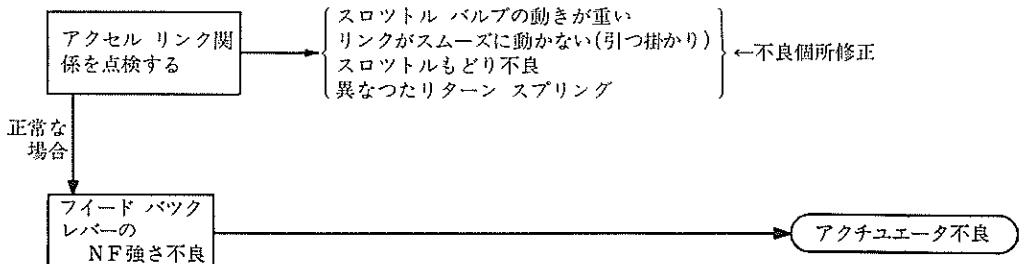 アクセル リンク関
係を点検する
スロツトル バルブの動きが重い
リンクがスムーズに動かない(引つ掛かり)
スロツトルもどり不良
異なつたリターン スプリング
←不良個所修正
正常な
場合
フイード バツク
レバーの
NF強さ不良
アクチユエータ不良